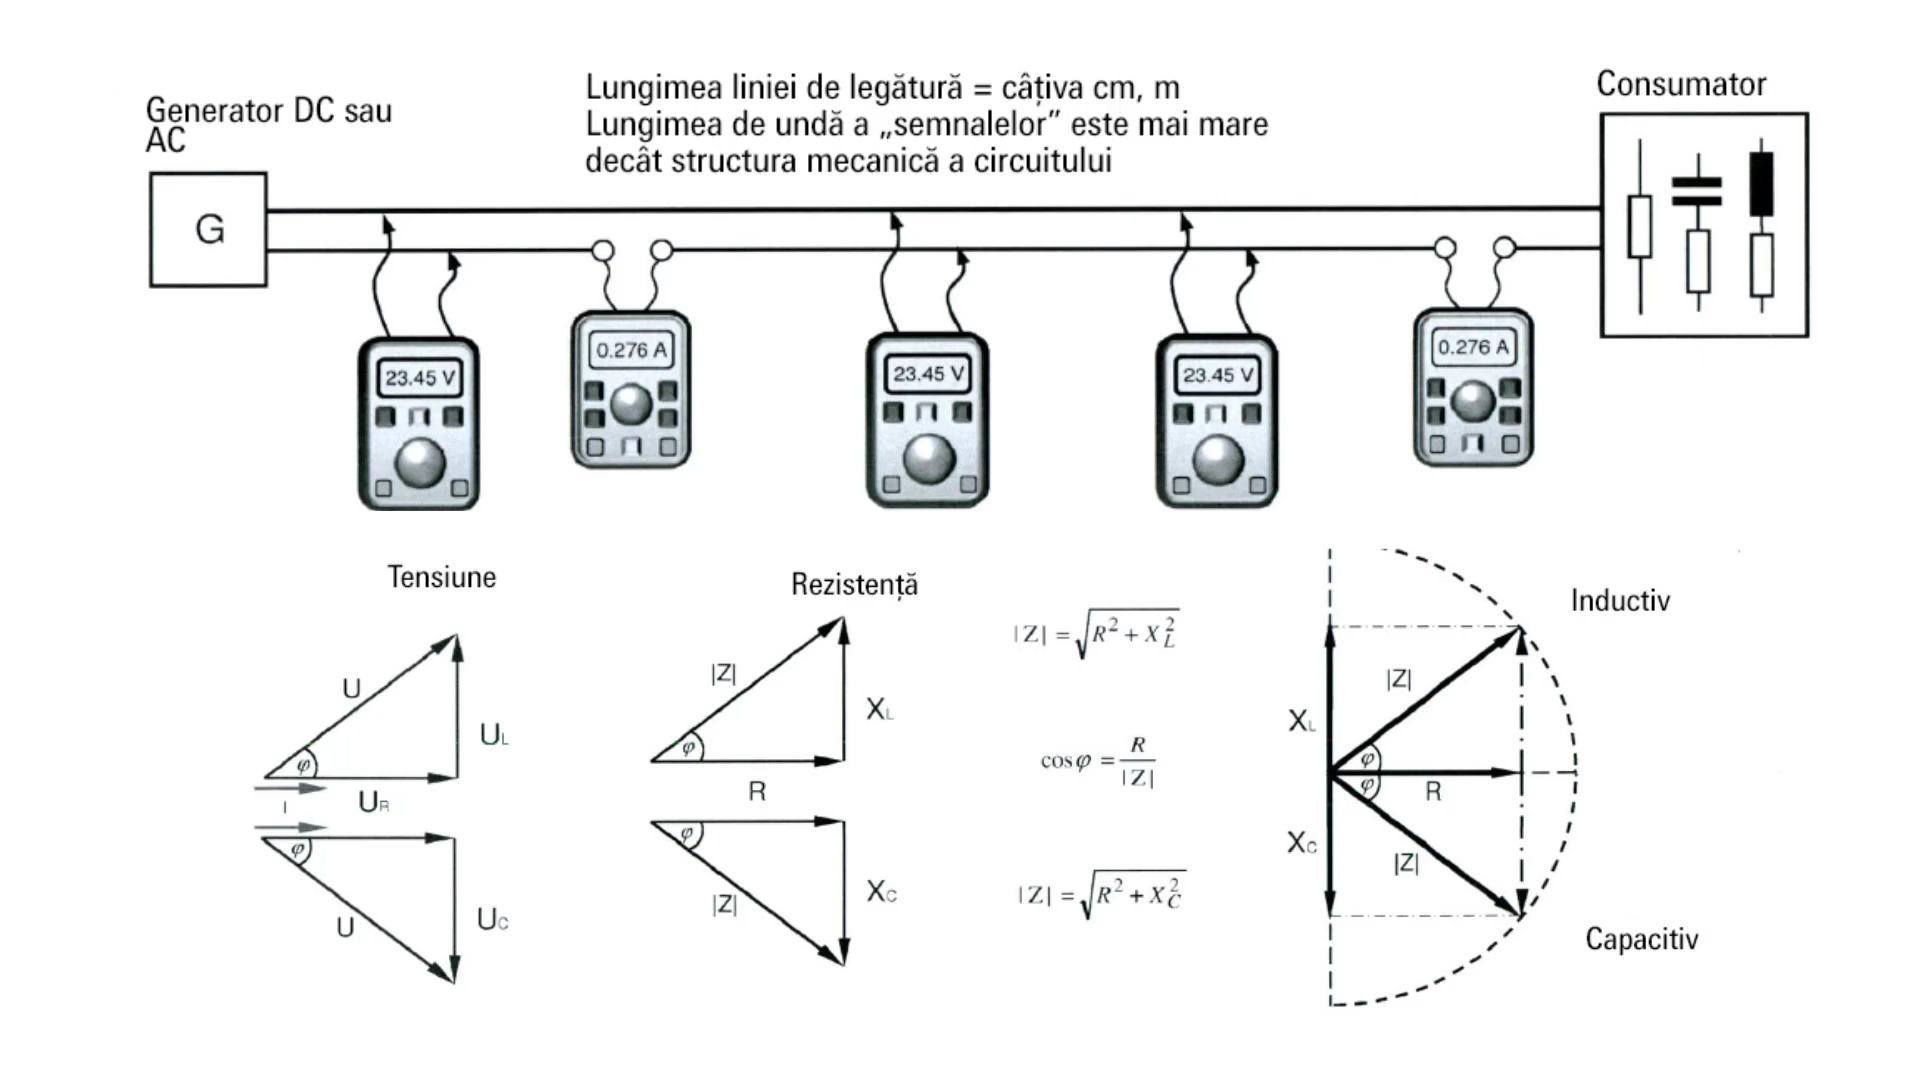 Generator DC sau
AC
Lungimea liniei de legătură = câțiva cm, m
Lungimea de undă a „semnalelor” este mai mare
decât structura mecanică a circuitului
Consumator
G
23.45 V
0.276 A
23.45 V
23.45 V
0.276 A
Tensiune
U
φ
UL
I
UR
φ
U
UC
Rezistență
|Z|
φ
XL
R
φ
|Z|
XC
|Z| = √R² + X²L
cosφ = R / |Z|
|Z| = √R² + X²C
Inductiv
|Z|
XL
φ
φ
R
XC
|Z|
Capacitiv